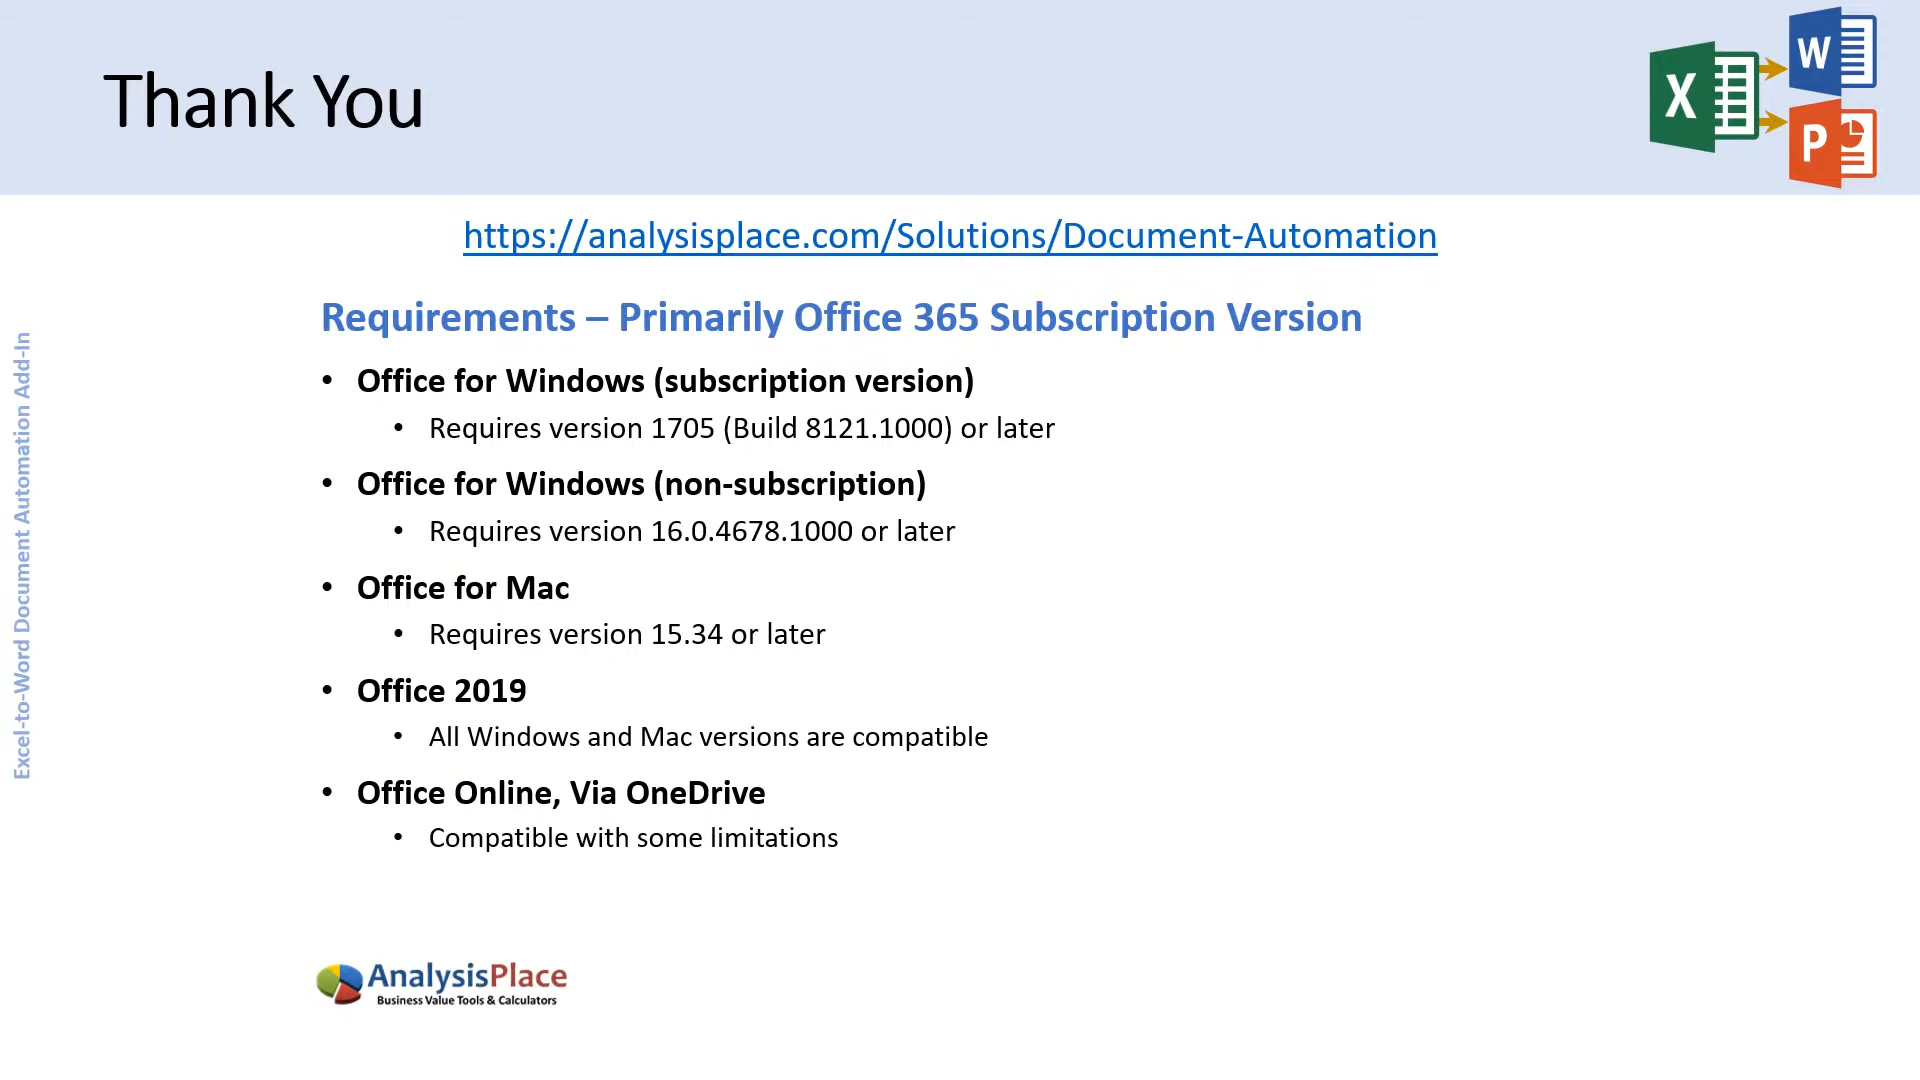 Thank You
X
W
P
https://analysisplace.com/Solutions/Document-Automation
Requirements – Primarily Office 365 Subscription Version
• Office for Windows (subscription version)
• Requires version 1705 (Build 8121.1000) or later
• Office for Windows (non-subscription)
• Requires version 16.0.4678.1000 or later
• Office for Mac
• Requires version 15.34 or later
• Office 2019
• All Windows and Mac versions are compatible
• Office Online, Via OneDrive
• Compatible with some limitations
Excel-to-Word Document Automation Add-In
AnalysisPlace
Business Value Tools & Calculators